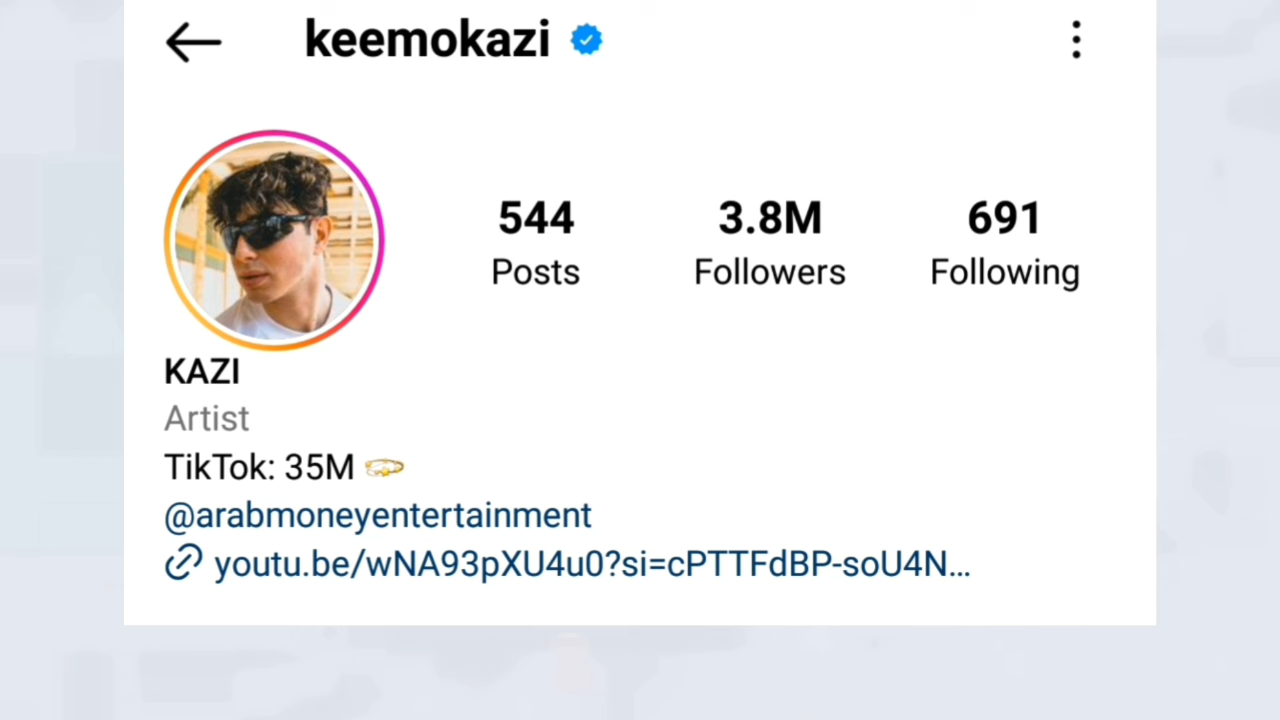 keemokazi
544 3.8M 691
Posts Followers Following
KAZI
Artist
TikTok: 35M 💫
@arabmoneyentertainment
youtu.be/wNA93pXU4u0?si=cPTTFdBP-soU4N...